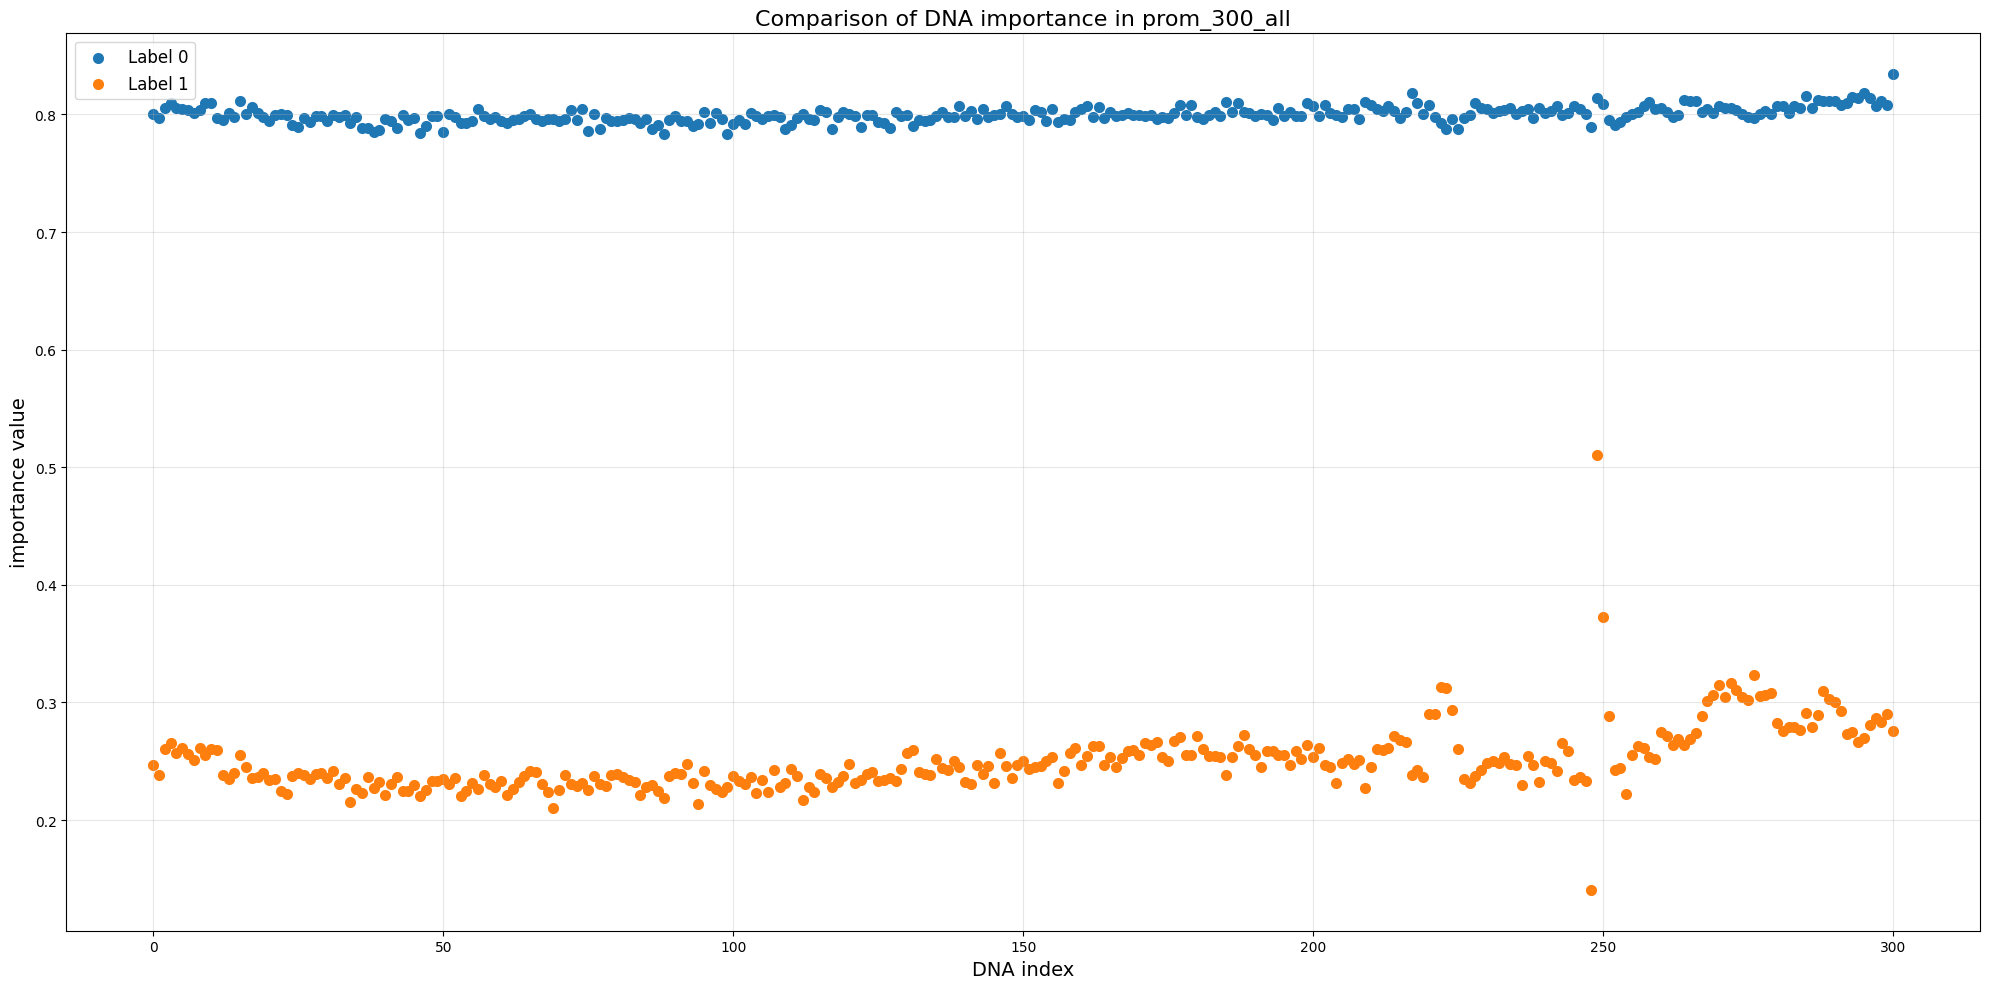 Comparison of DNA importance in prom_300_all
Label 0
Label 1
importance value
0.8
0.7
0.6
0.5
0.4
0.3
0.2
0 50 100 150 200 250 300
DNA index